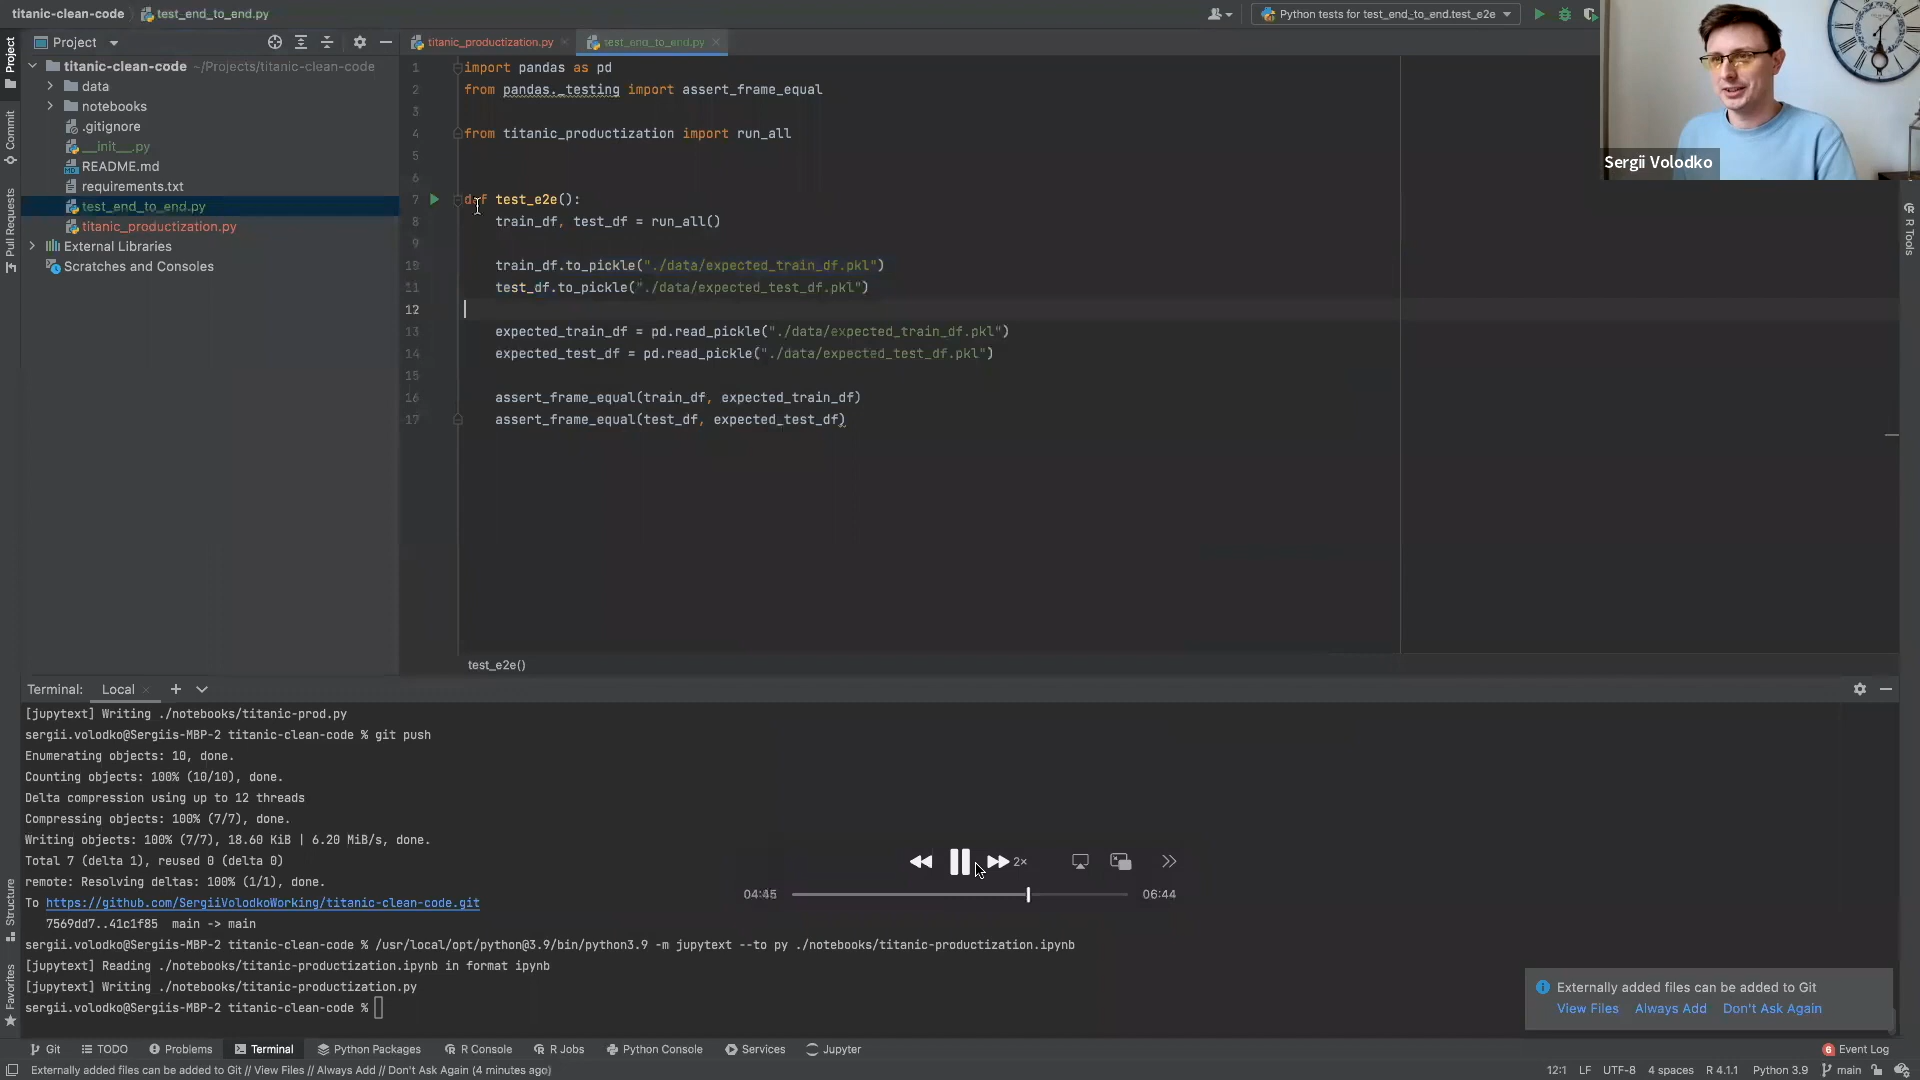 titanic-clean-code
test_end_to_end.py
Python tests for test_end_to_end.test_e2e
Project
titanic_productization.py
test_end_to_end.py
titanic-clean-code ~/Projects/titanic-clean-code
data
notebooks
.gitignore
__init__.py
README.md
requirements.txt
test_end_to_end.py
titanic_productization.py
External Libraries
Scratches and Consoles
Project
Commit
Pull Requests
Structure
Favorites
R Tools
Sergii Volodko
1 import pandas as pd
2 from pandas._testing import assert_frame_equal
3
4 from titanic_productization import run_all
5
6
7 def test_e2e():
8 train_df, test_df = run_all()
9
10 train_df.to_pickle("./data/expected_train_df.pkl")
11 test_df.to_pickle("./data/expected_test_df.pkl")
12
13 expected_train_df = pd.read_pickle("./data/expected_train_df.pkl")
14 expected_test_df = pd.read_pickle("./data/expected_test_df.pkl")
15
16 assert_frame_equal(train_df, expected_train_df)
17 assert_frame_equal(test_df, expected_test_df)
test_e2e()
Terminal: Local
[jupytext] Writing ./notebooks/titanic-prod.py
sergii.volodko@Sergiis-MBP-2 titanic-clean-code % git push
Enumerating objects: 10, done.
Counting objects: 100% (10/10), done.
Delta compression using up to 12 threads
Compressing objects: 100% (7/7), done.
Writing objects: 100% (7/7), 18.60 KiB | 6.20 MiB/s, done.
Total 7 (delta 1), reused 0 (delta 0)
remote: Resolving deltas: 100% (1/1), done.
To https://github.com/SergiiVolodkoWorking/titanic-clean-code.git
7569dd7..41c1f85 main -> main
sergii.volodko@Sergiis-MBP-2 titanic-clean-code % /usr/local/opt/python@3.9/bin/python3.9 -m jupytext --to py ./notebooks/titanic-productization.ipynb
[jupytext] Reading ./notebooks/titanic-productization.ipynb in format ipynb
[jupytext] Writing ./notebooks/titanic-productization.py
sergii.volodko@Sergiis-MBP-2 titanic-clean-code %
2×
04:45
06:44
Externally added files can be added to Git
View Files Always Add Don't Ask Again
Git TODO Problems Terminal Python Packages R Console R Jobs Python Console Services Jupyter
6 Event Log
Externally added files can be added to Git // View Files // Always Add // Don't Ask Again (4 minutes ago)
12:1 LF UTF-8 4 spaces R 4.1.1 Python 3.9 main